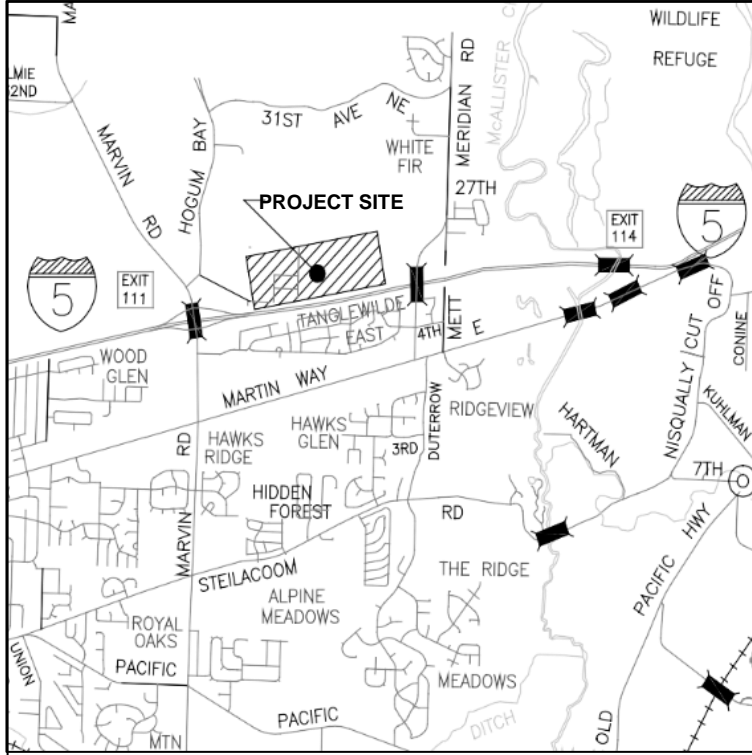 MA
WILDLIFE
REFUGE
LMIE
2ND
MARVIN
RD
HOGUM BAY
31ST AVE NE
WHITE
FIR
MERIDIAN RD
McALLISTER
27TH
PROJECT SITE
EXIT
114
5
EXIT
111
5
TANGLEWILDE
EAST
4TH
METT
E
NISQUALLY CUT OFF
CONINE
WOOD
GLEN
MARTIN WAY
RIDGEVIEW
DUTERROW
HARTMAN
KUHLMAN
RD
HAWKS
RIDGE
HAWKS
GLEN
3RD
7TH
HIDDEN
FOREST
RD
MARVIN
STEILACOOM
THE RIDGE
PACIFIC HWY
ALPINE
MEADOWS
ROYAL
OAKS
UNION
PACIFIC
MEADOWS
PACIFIC
DITCH
OLD
MTN